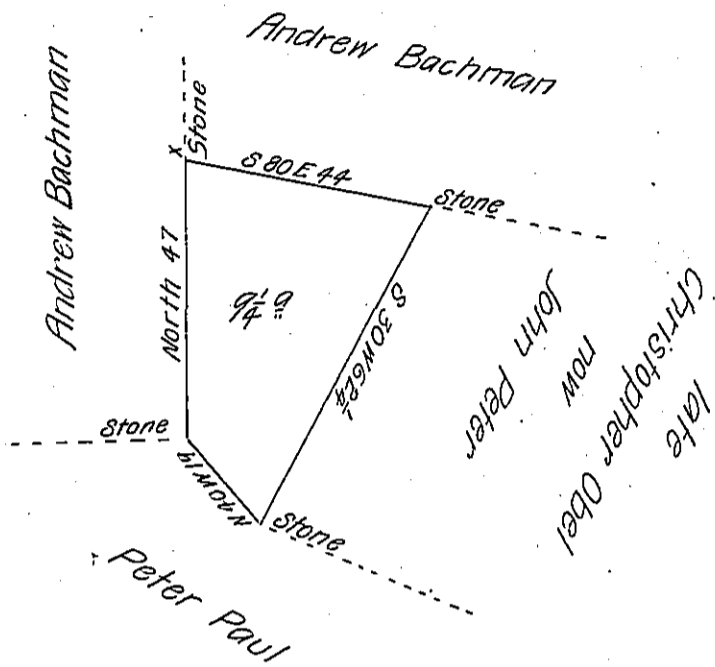 Andrew Bachman
Andrew Bachman
x
Stone
S 80 E 44
Stone
North 47
9¼ a
S 30 W 62¼
late
Christopher Obel
now
John Peter
Stone
N 40 W 19
Stone
Peter Paul